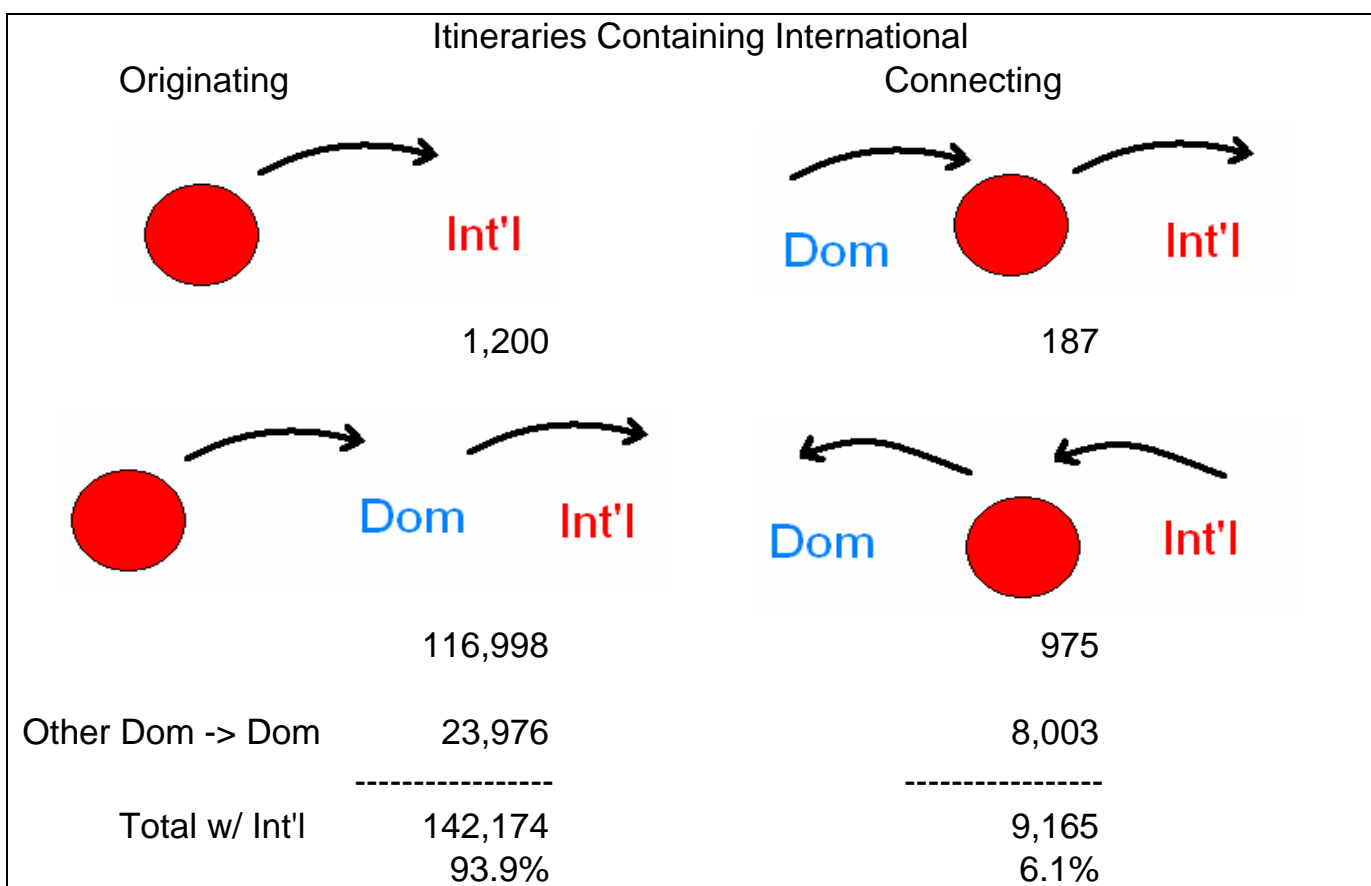 Itineraries Containing International
Originating Connecting
Int'l
Dom Int'l
1,200 187
Dom Int'l
Dom Int'l
116,998 975
Other Dom -> Dom 23,976 8,003
----------------- -----------------
Total w/ Int'l 142,174 9,165
93.9% 6.1%